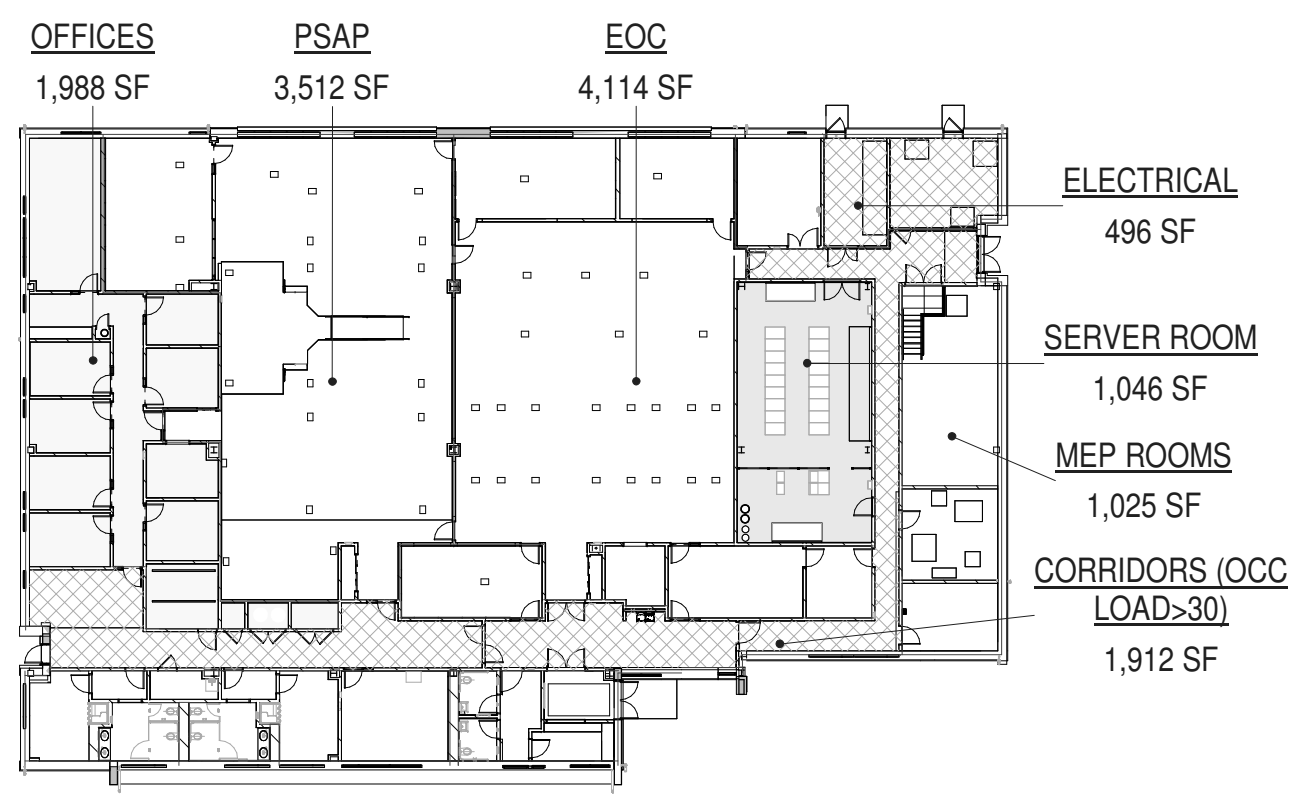 OFFICES
1,988 SF
PSAP
3,512 SF
EOC
4,114 SF
ELECTRICAL
496 SF
SERVER ROOM
1,046 SF
MEP ROOMS
1,025 SF
CORRIDORS (OCC
LOAD>30)
1,912 SF